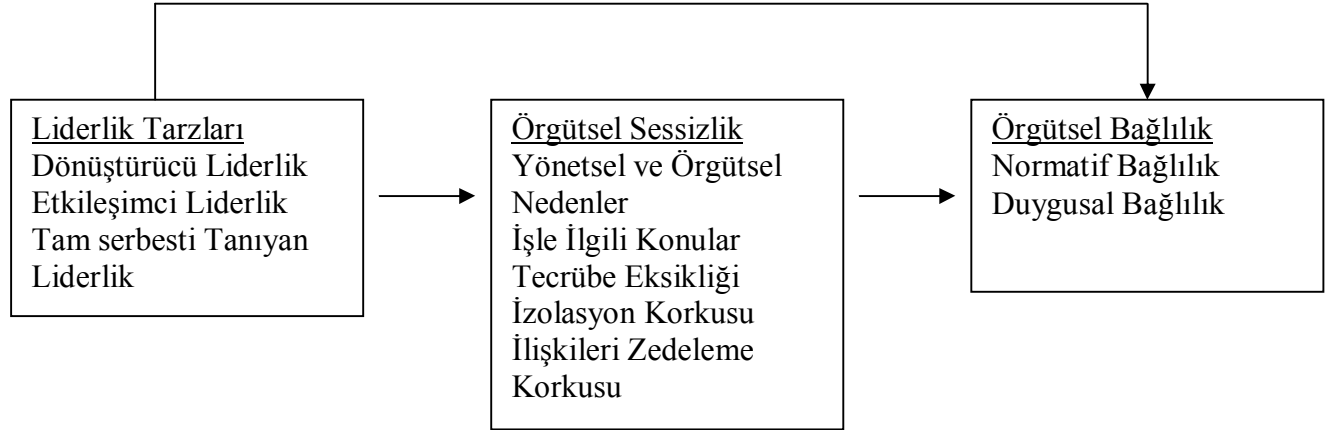 Liderlik Tarzları
Dönüştürücü Liderlik
Etkileşimci Liderlik
Tam serbesti Tanıyan
Liderlik
Örgütsel Sessizlik
Yönetsel ve Örgütsel
Nedenler
İşle İlgili Konular
Tecrübe Eksikliği
İzolasyon Korkusu
İlişkileri Zedeleme
Korkusu
Örgütsel Bağlılık
Normatif Bağlılık
Duygusal Bağlılık